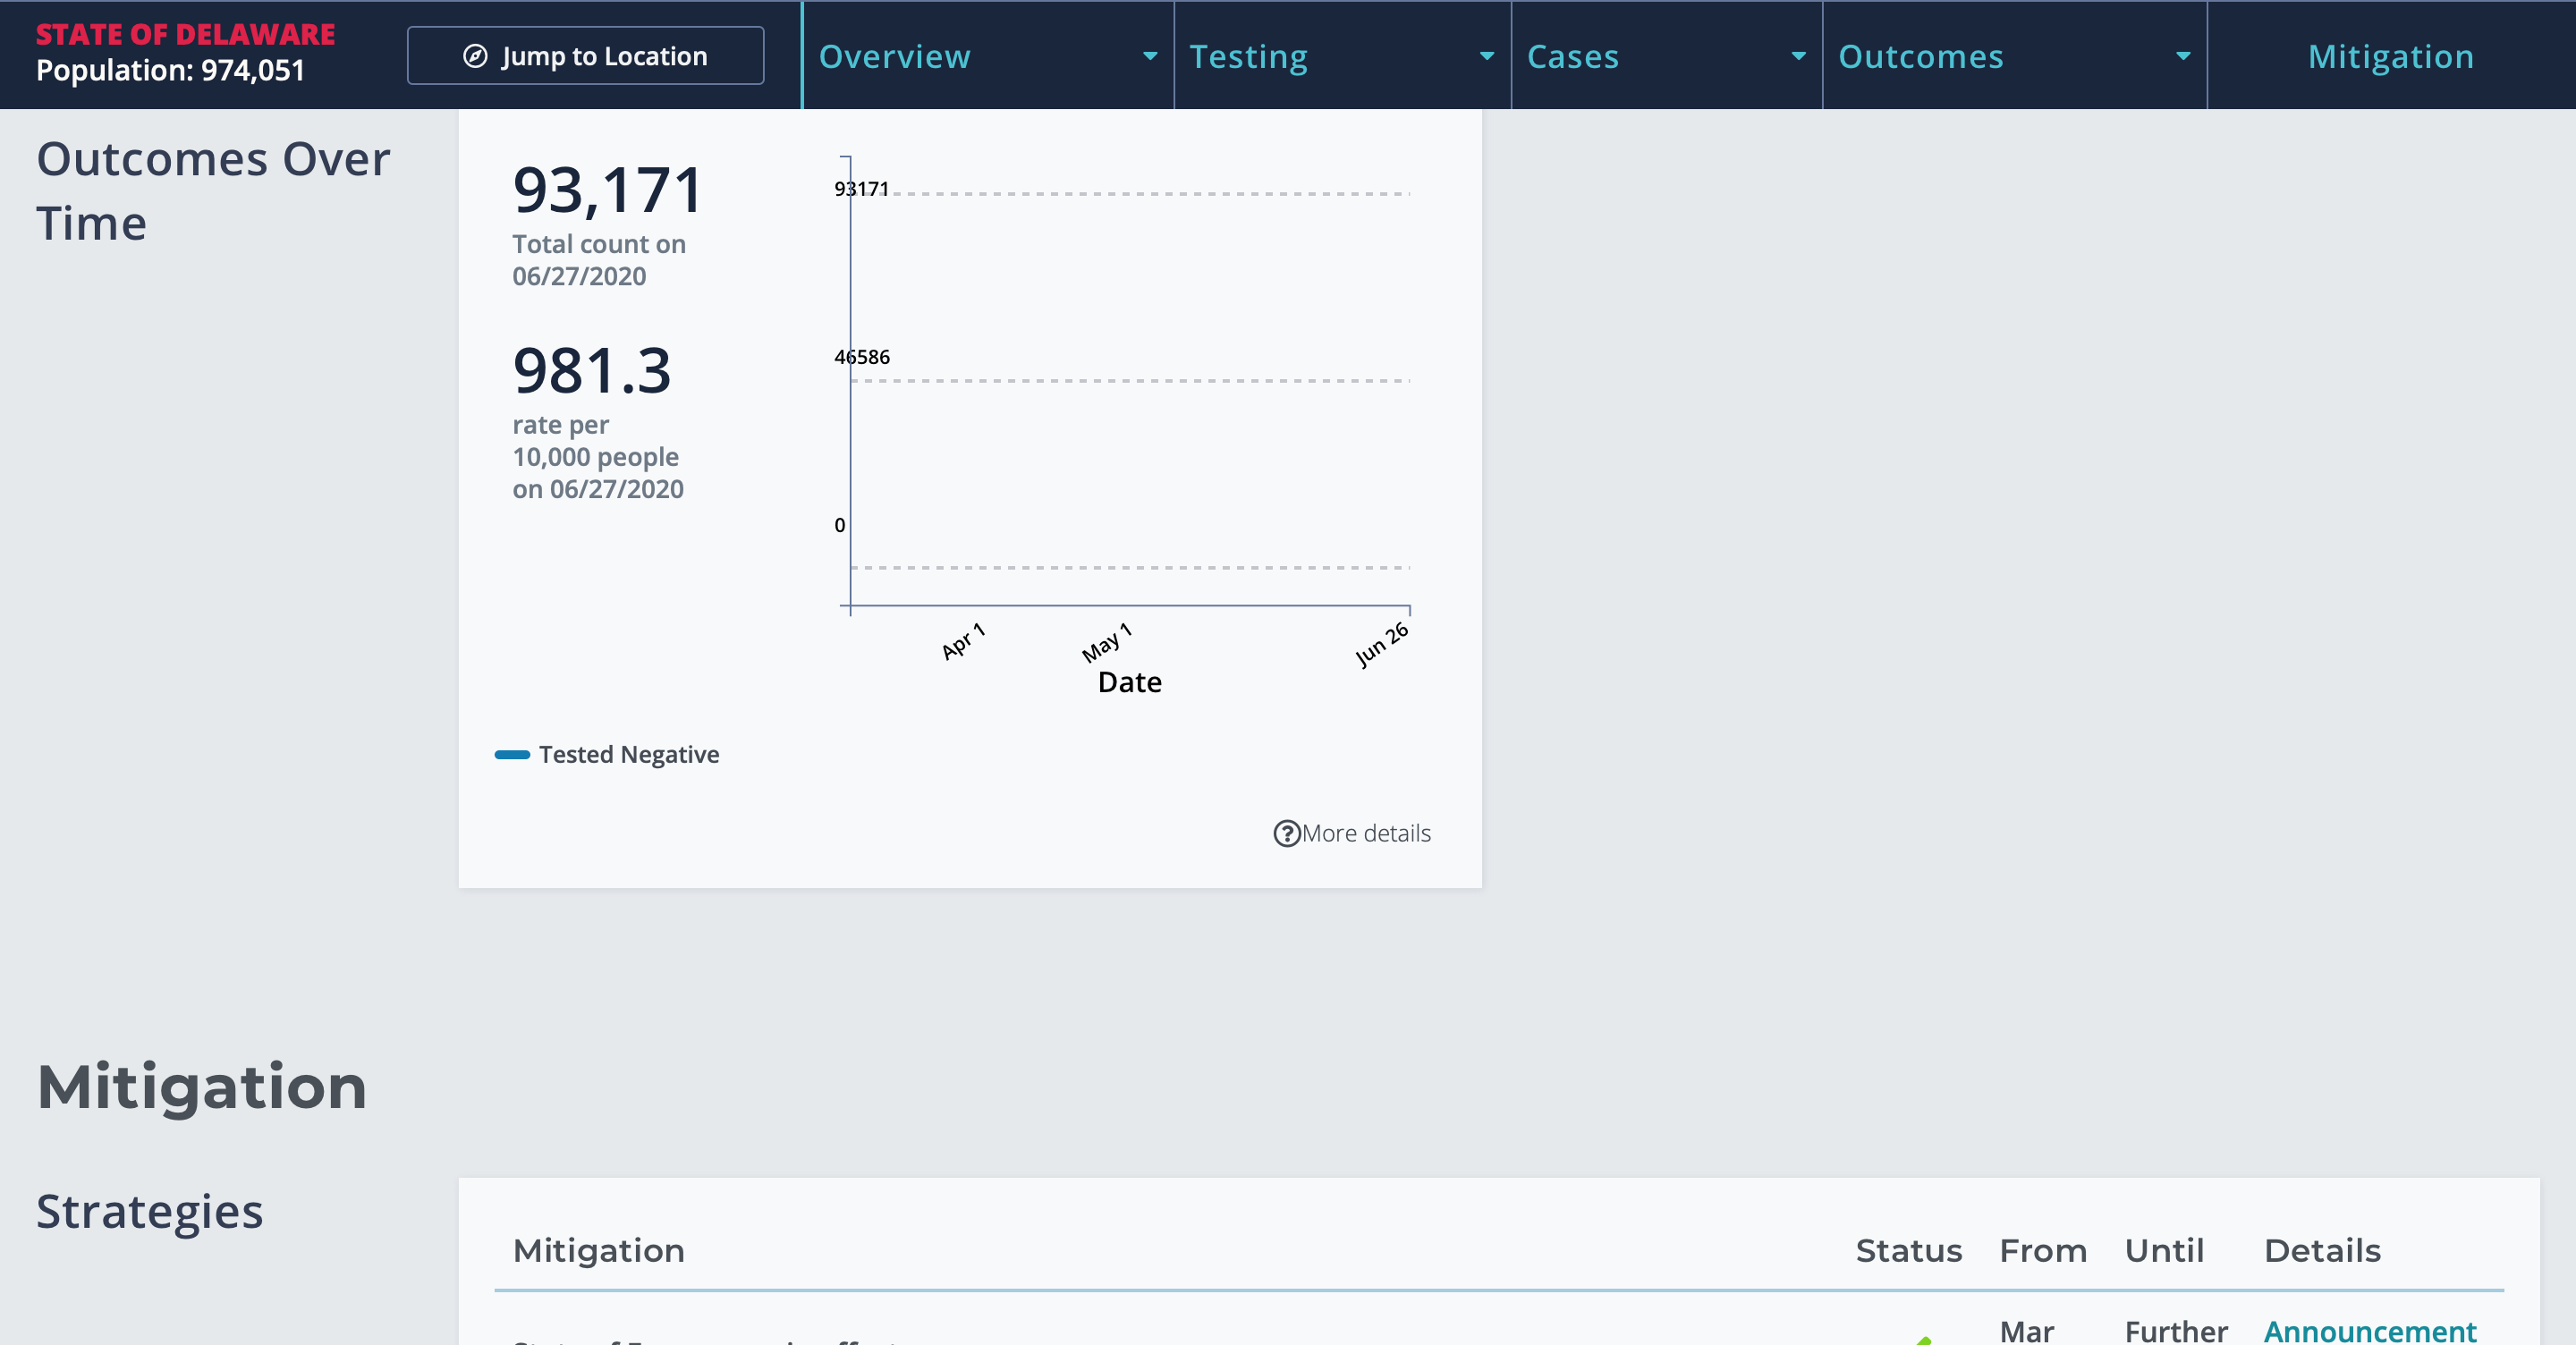 STATE OF DELAWARE
Population: 974,051
Jump to Location
Overview
Testing
Cases
Outcomes
Mitigation
Outcomes Over
Time
93,171
Total count on
06/27/2020
981.3
rate per
10,000 people
on 06/27/2020
93171
46586
0
Apr 1
May 1
Jun 26
Date
Tested Negative
More details
Mitigation
Strategies
Mitigation Status From Until Details
Mar Further Announcement